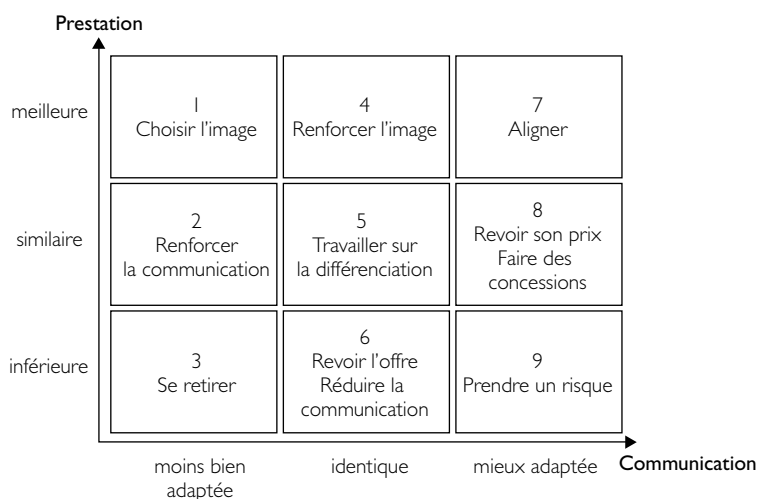 Prestation
meilleure
1
Choisir l'image
4
Renforcer l'image
7
Aligner
similaire
2
Renforcer
la communication
5
Travailler sur
la différenciation
8
Revoir son prix
Faire des
concessions
inférieure
3
Se retirer
6
Revoir l'offre
Réduire la
communication
9
Prendre un risque
moins bien
adaptée
identique
mieux adaptée
Communication